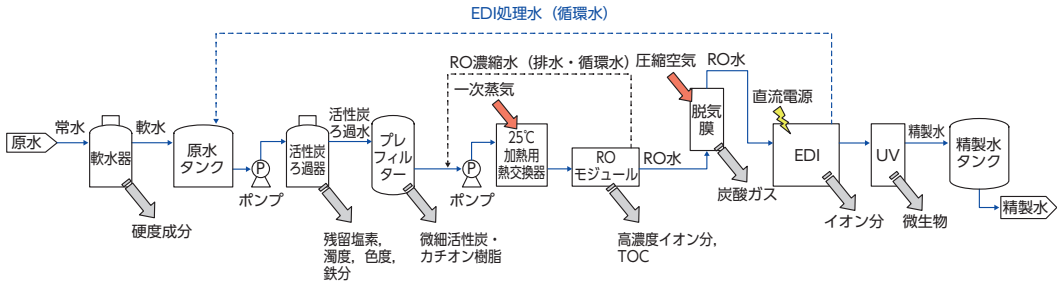 EDI処理水（循環水）
RO濃縮水（排水・循環水）
圧縮空気
RO水
一次蒸気
直流電源
活性炭
ろ過水
原水
常水
軟水
軟水器
原水
タンク
P
ポンプ
活性炭
ろ過器
プレ
フィル
ター
P
ポンプ
25℃
加熱用
熱交換器
RO
モジュール
RO水
脱気
膜
EDI
UV
精製水
精製水
タンク
精製水
硬度成分
残留塩素，
濁度，色度，
鉄分
微細活性炭・
カチオン樹脂
高濃度イオン分，
TOC
炭酸ガス
イオン分
微生物